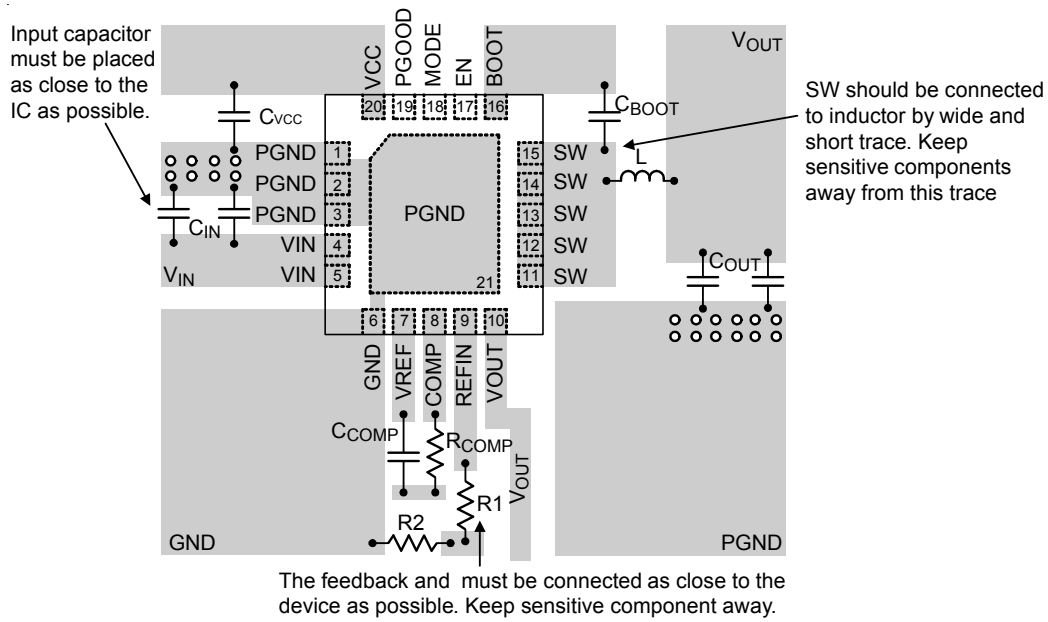 Input capacitor
must be placed
as close to the
IC as possible.
VCC
PGOOD
MODE
EN
BOOT
VOUT
20
19
18
17
16
CVCC
CBOOT
SW should be connected
to inductor by wide and
short trace. Keep
sensitive components
away from this trace
PGND
1
15
SW
L
PGND
2
14
SW
PGND
3
PGND
13
SW
CIN
VIN
4
12
SW
VIN
VIN
5
21
11
SW
COUT
6
7
8
9
10
GND
VREF
COMP
REFIN
VOUT
CCOMP
RCOMP
VOUT
R1
R2
GND
PGND
The feedback and must be connected as close to the
device as possible. Keep sensitive component away.